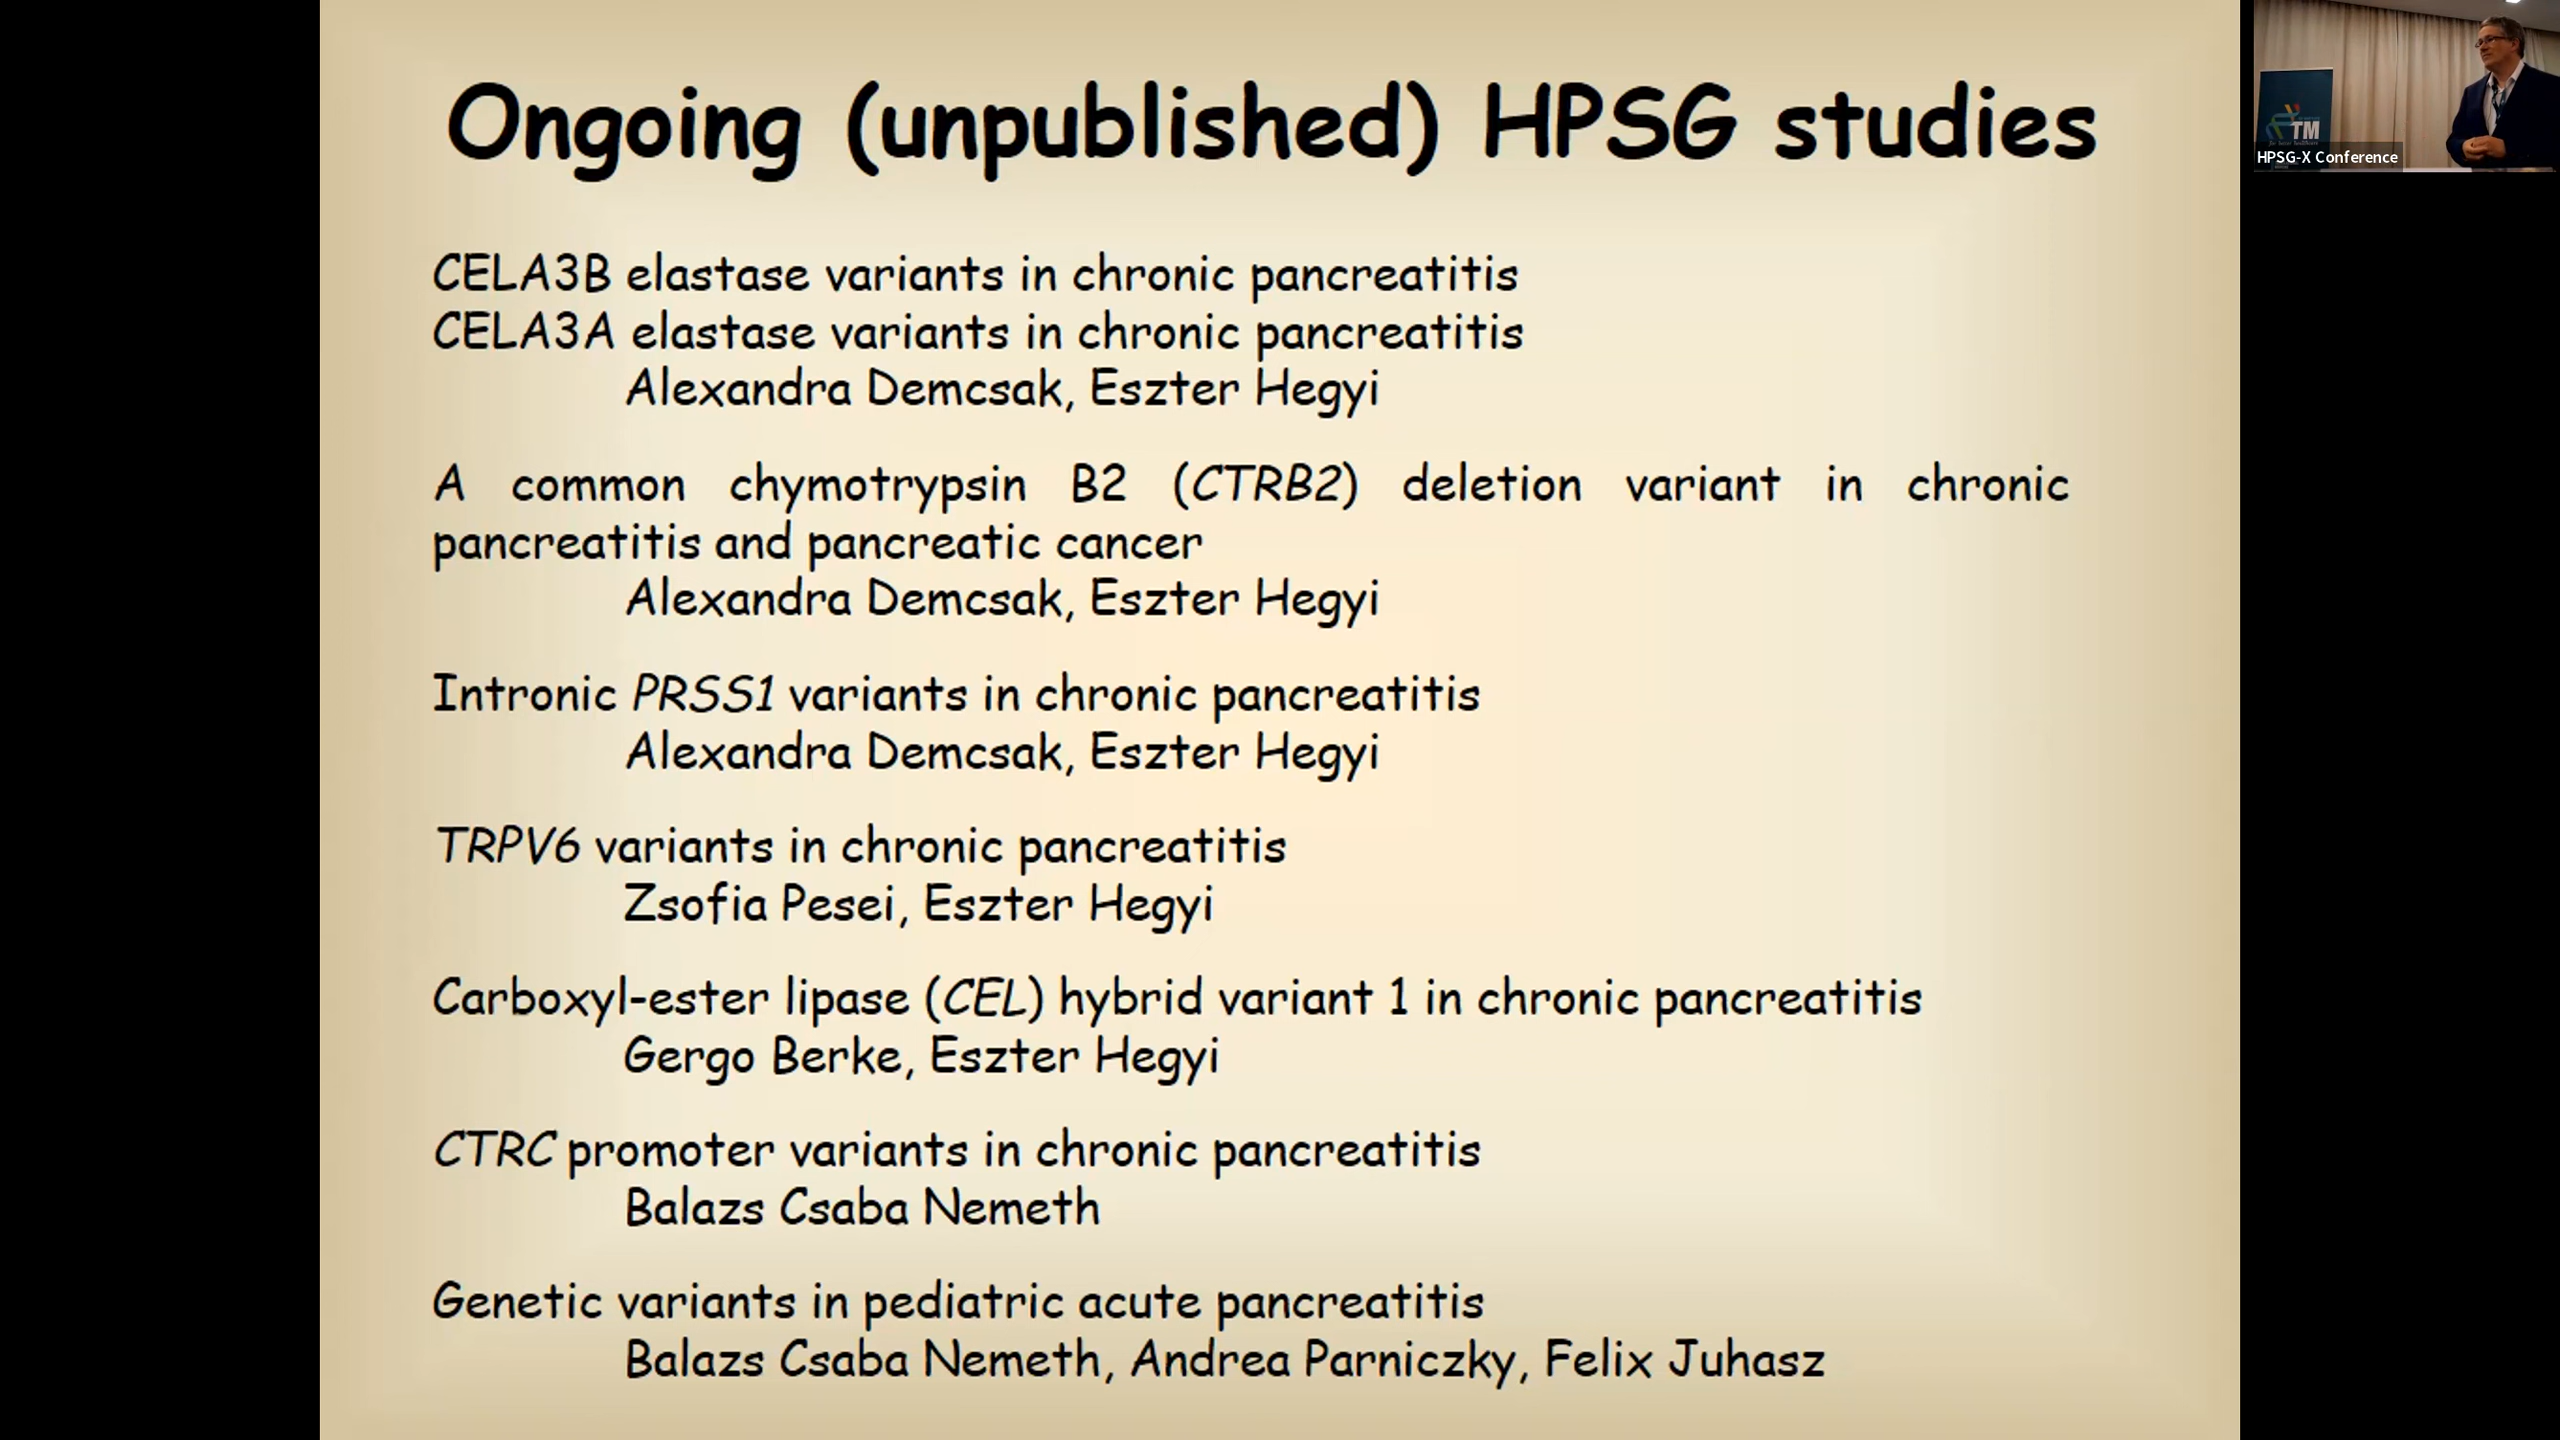 Ongoing (unpublished) HPSG studies
CELA3B elastase variants in chronic pancreatitis
CELA3A elastase variants in chronic pancreatitis
Alexandra Demcsak, Eszter Hegyi
A common chymotrypsin B2 (CTRB2) deletion variant in chronic
pancreatitis and pancreatic cancer
Alexandra Demcsak, Eszter Hegyi
Intronic PRSS1 variants in chronic pancreatitis
Alexandra Demcsak, Eszter Hegyi
TRPV6 variants in chronic pancreatitis
Zsofia Pesei, Eszter Hegyi
Carboxyl-ester lipase (CEL) hybrid variant 1 in chronic pancreatitis
Gergo Berke, Eszter Hegyi
CTRC promoter variants in chronic pancreatitis
Balazs Csaba Nemeth
Genetic variants in pediatric acute pancreatitis
Balazs Csaba Nemeth, Andrea Parniczky, Felix Juhasz
TM
HPSG-X Conference